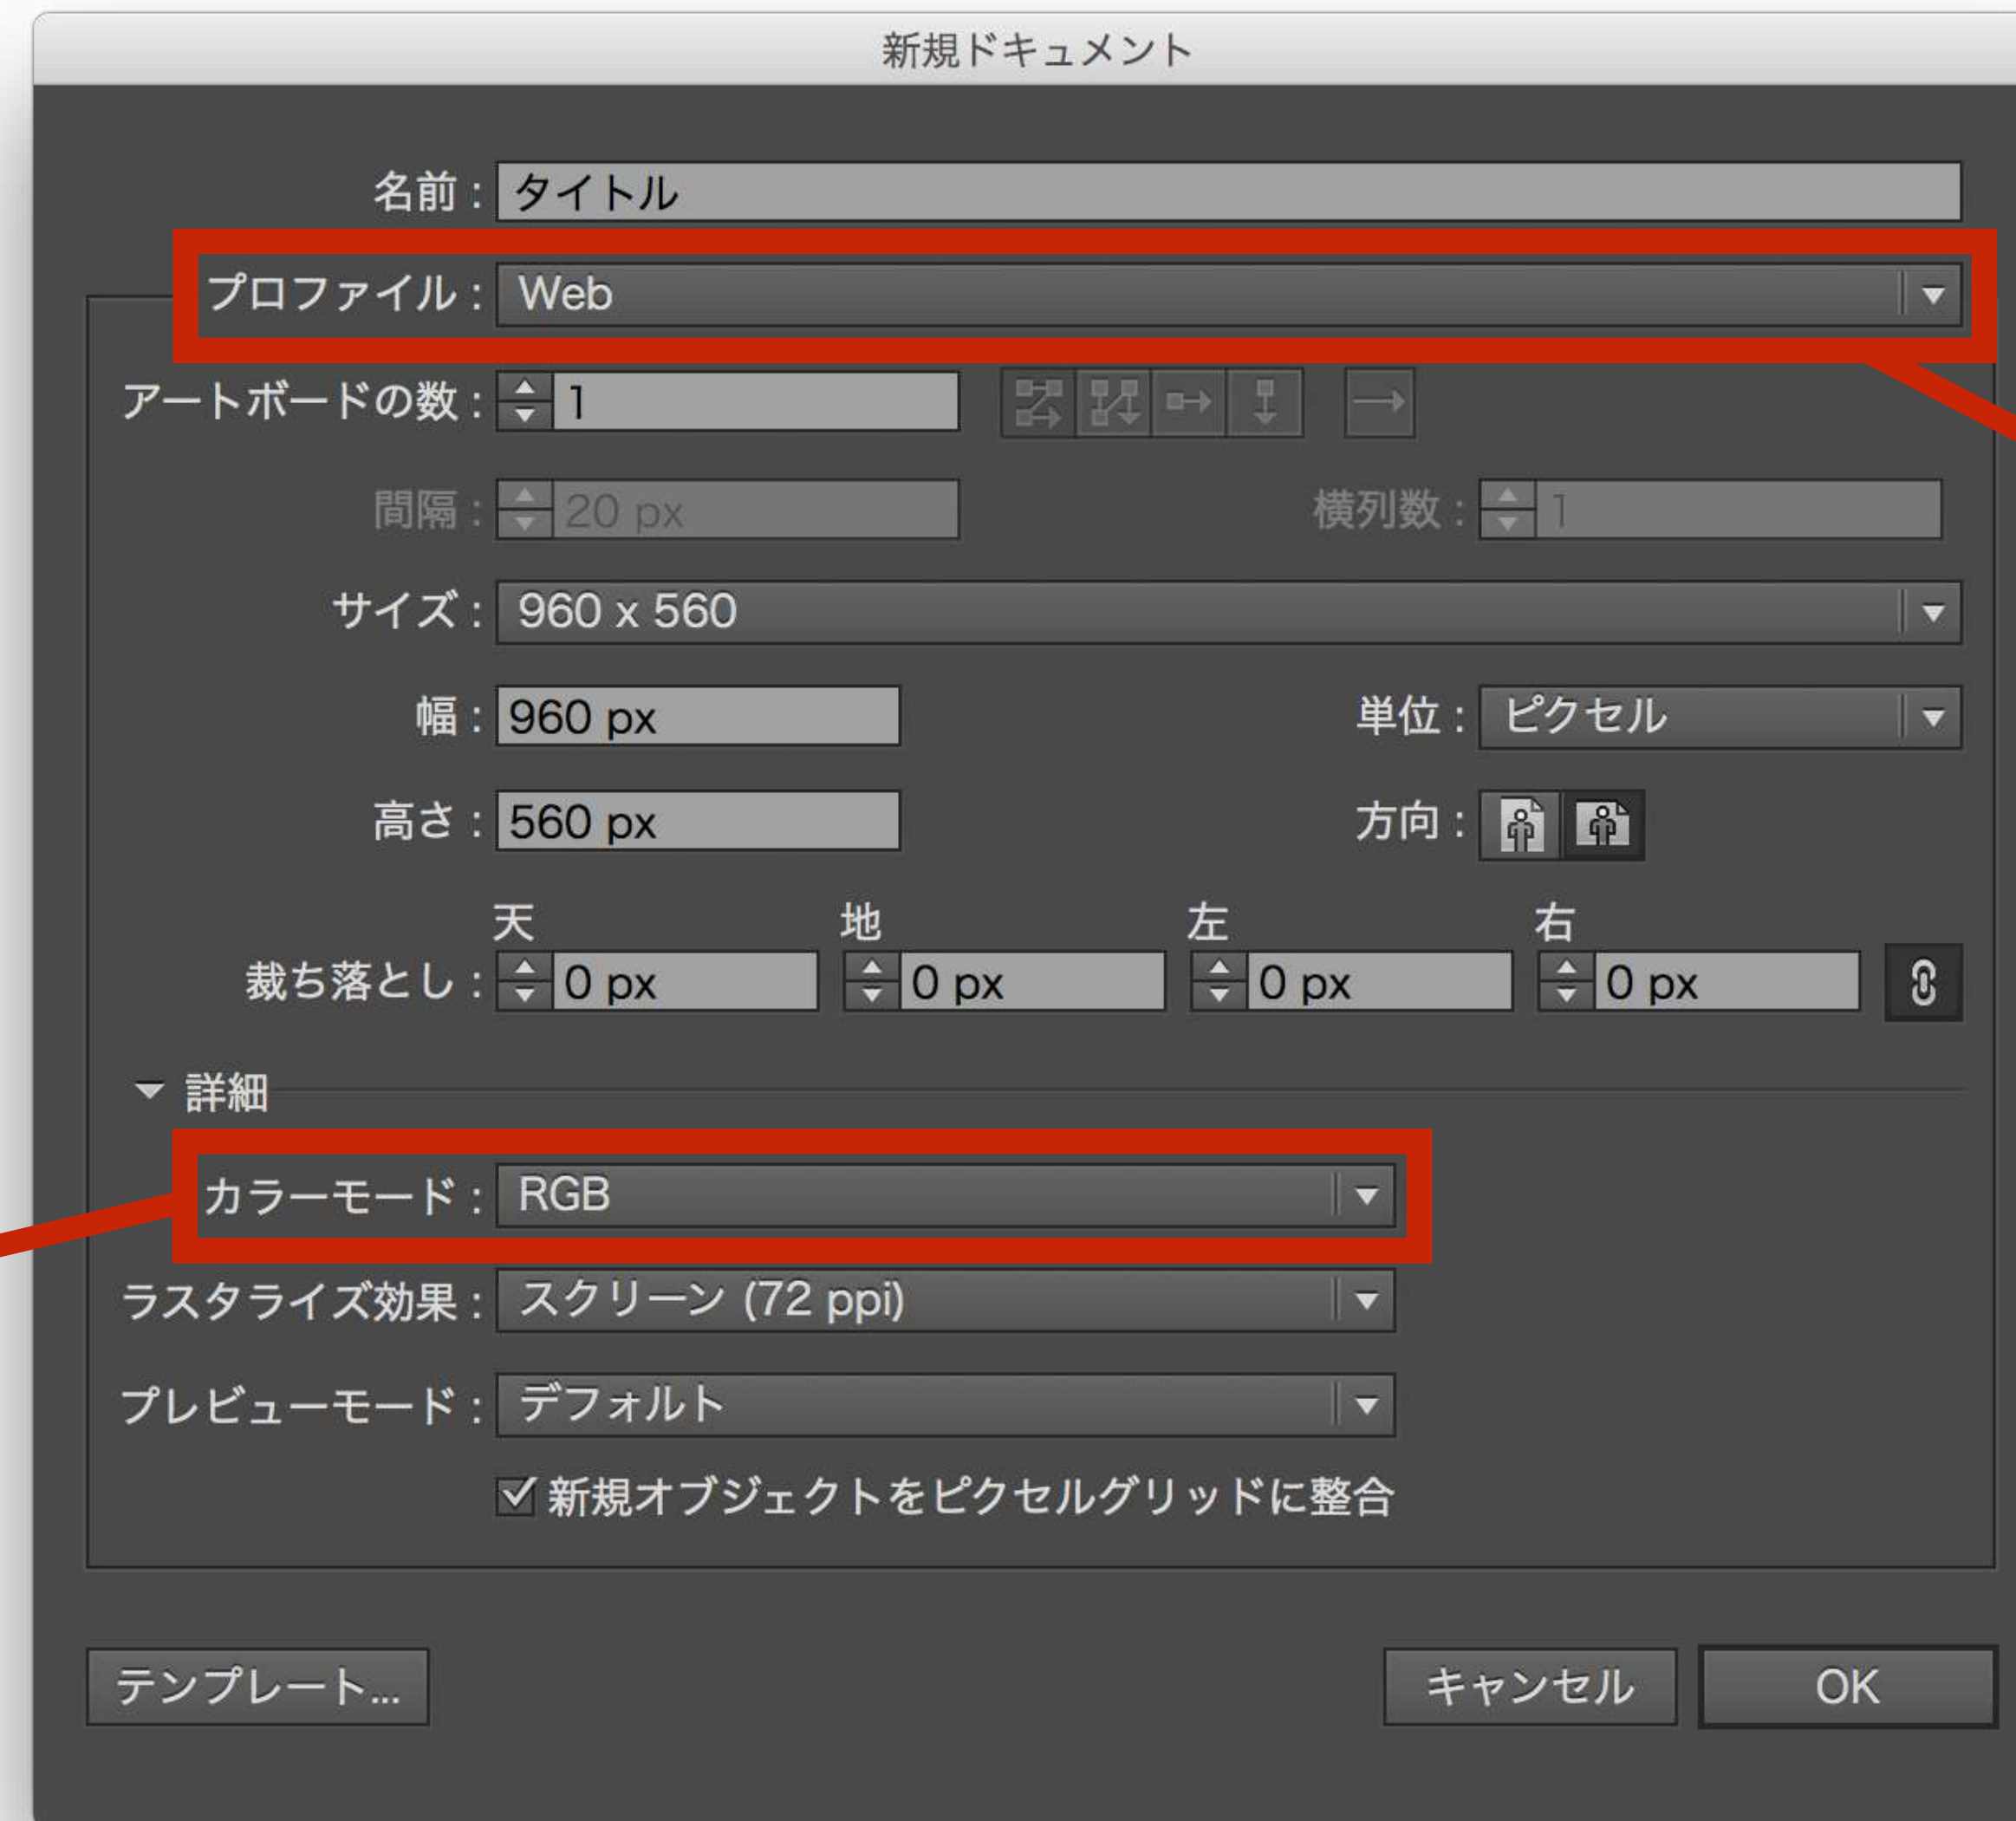 新規ドキュメント
名前：タイトル
プロファイル：Web
アートボードの数：1
間隔：20 px 横列数：1
サイズ：960 x 560
幅：960 px 単位：ピクセル
高さ：560 px 方向：
天 地 左 右
裁ち落とし：0 px 0 px 0 px 0 px
詳細
カラーモード：RGB
ラスタライズ効果：スクリーン (72 ppi)
プレビューモード：デフォルト
新規オブジェクトをピクセルグリッドに整合
テンプレート... キャンセル OK